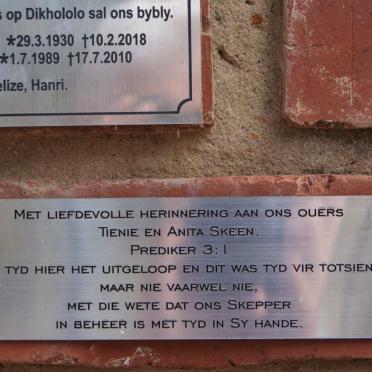 s op Dikhololo sal ons bybly.
*29.3.1930 †10.2.2018
*1.7.1989 †17.7.2010
elize, Hanri.
Met liefdevolle herinnering aan ons ouers
Tienie en Anita Skeen.
Prediker 3:1
tyd hier het uitgeloop en dit was tyd vir totsien
maar nie vaarwel nie,
met die wete dat ons Skepper
in beheer is met tyd in Sy hande.